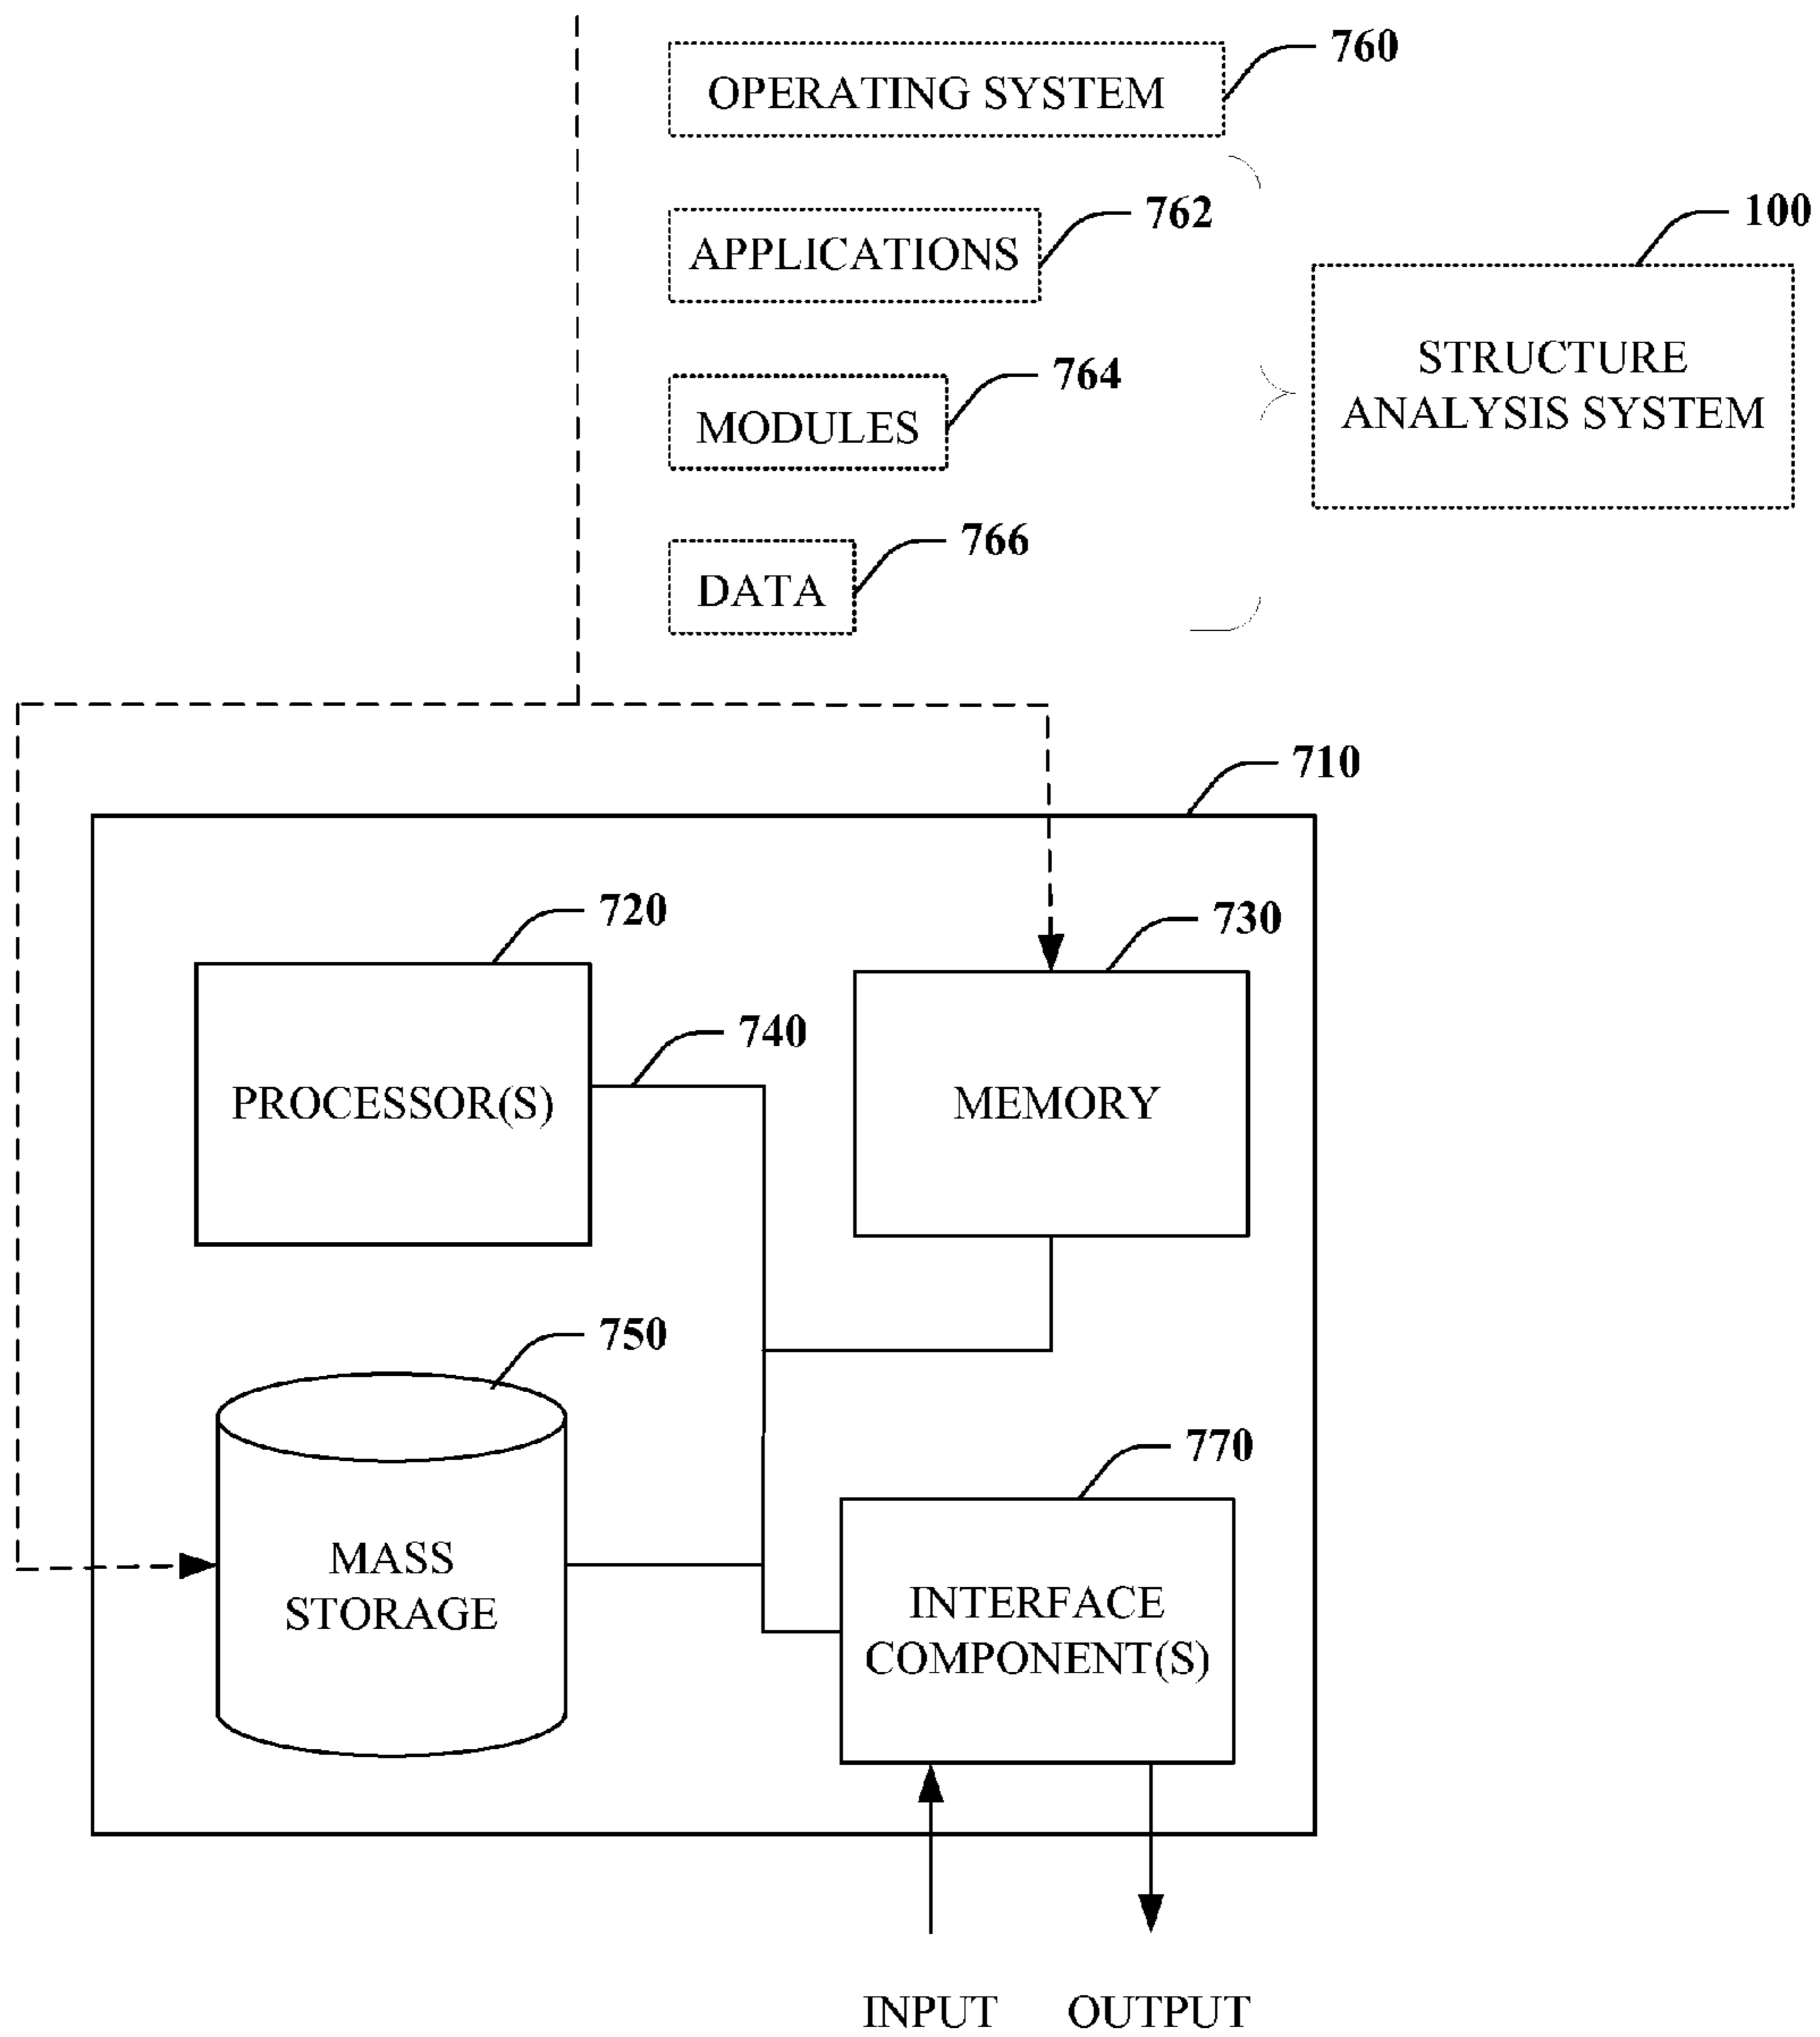 760
OPERATING SYSTEM
762
APPLICATIONS
100
STRUCTURE
ANALYSIS SYSTEM
764
MODULES
766
DATA
710
720
PROCESSOR(S)
730
MEMORY
740
750
MASS
STORAGE
770
INTERFACE
COMPONENT(S)
INPUT
OUTPUT